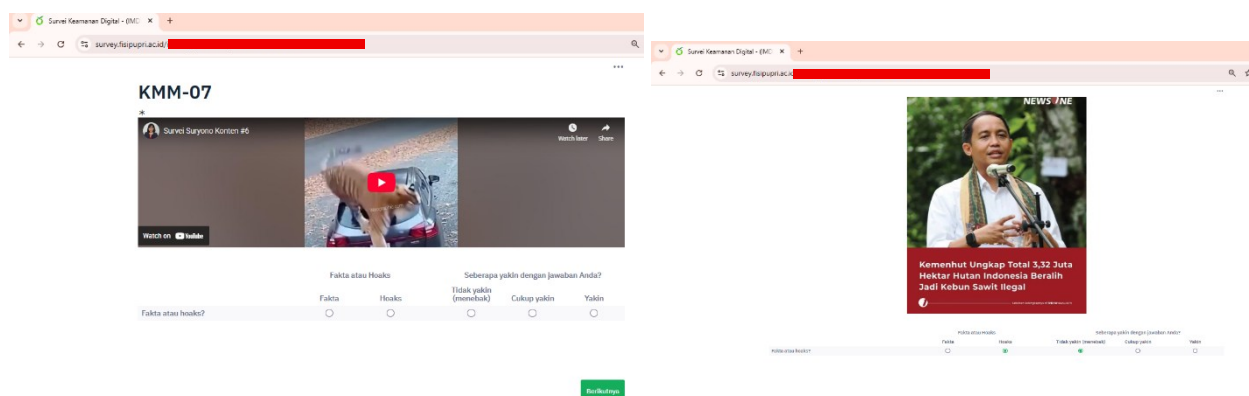 Survei Keamanan Digital - (IMD
survey.fisipupri.ac.id/
KMM-07
*
Survei Suryono Konten #6
Watch later
Share
Watch on YouTube
Fakta atau Hoaks
Seberapa yakin dengan jawaban Anda?
Fakta
Hoaks
Tidak yakin
(menebak)
Cukup yakin
Yakin
Fakta atau hoaks?
Berikutnya
Survei Keamanan Digital - (IMD
survey.fisipupri.ac.id
NEWS
Kemenhut Ungkap Total 3,32 Juta
Hektar Hutan Indonesia Beralih
Jadi Kebun Sawit Ilegal
Fakta atau Hoaks
Seberapa yakin dengan jawaban Anda?
Fakta
Hoaks
Tidak yakin (menebak)
Cukup yakin
Yakin
Fakta atau hoaks?